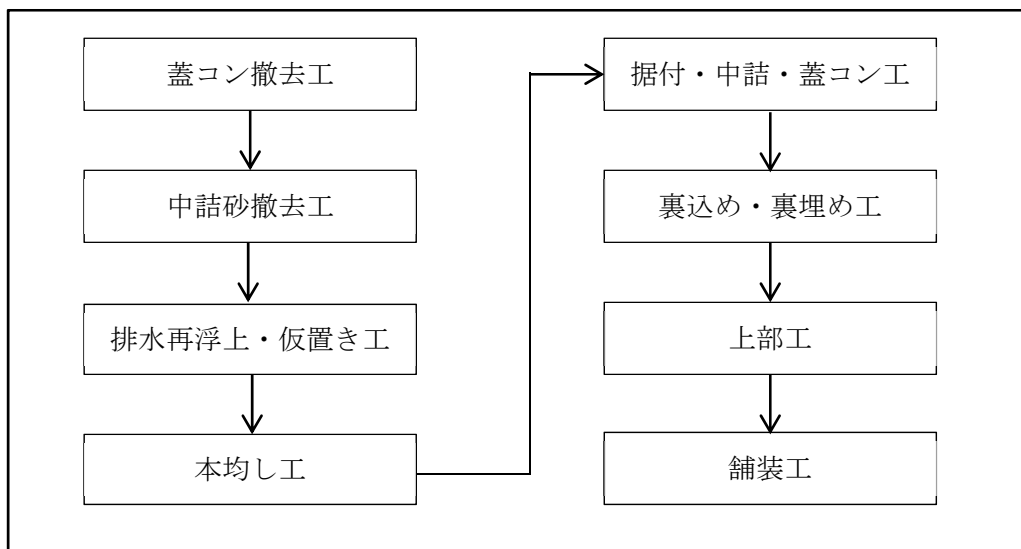 蓋コン撤去工
中詰砂撤去工
排水再浮上・仮置き工
本均し工
据付・中詰・蓋コン工
裏込め・裏埋め工
上部工
舗装工